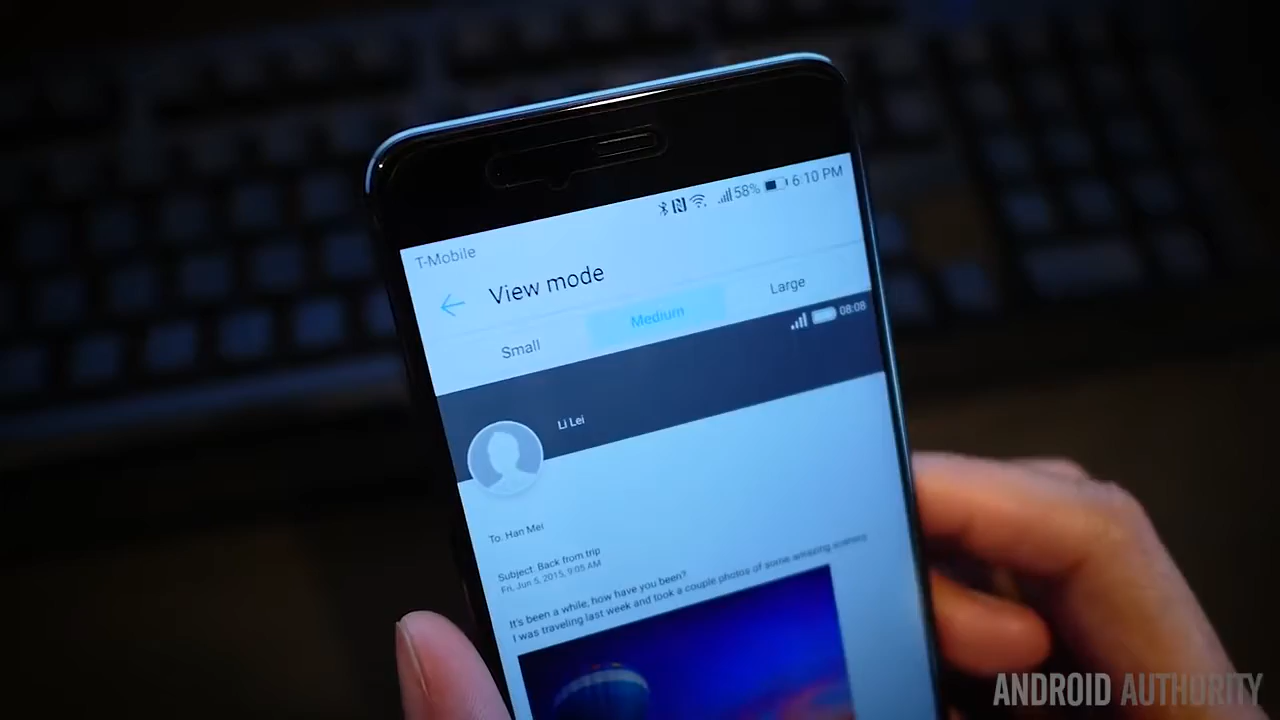 T-Mobile
58% 6:10 PM
View mode
Small
Medium
Large
08:08
Li Lei
To: Han Mei
Subject: Back from trip
Fri, Jun 5, 2015, 9:05 AM
It's been a while, how have you been?
I was traveling last week and took a couple photos of some amazing scenery
ANDROID AUTHORITY